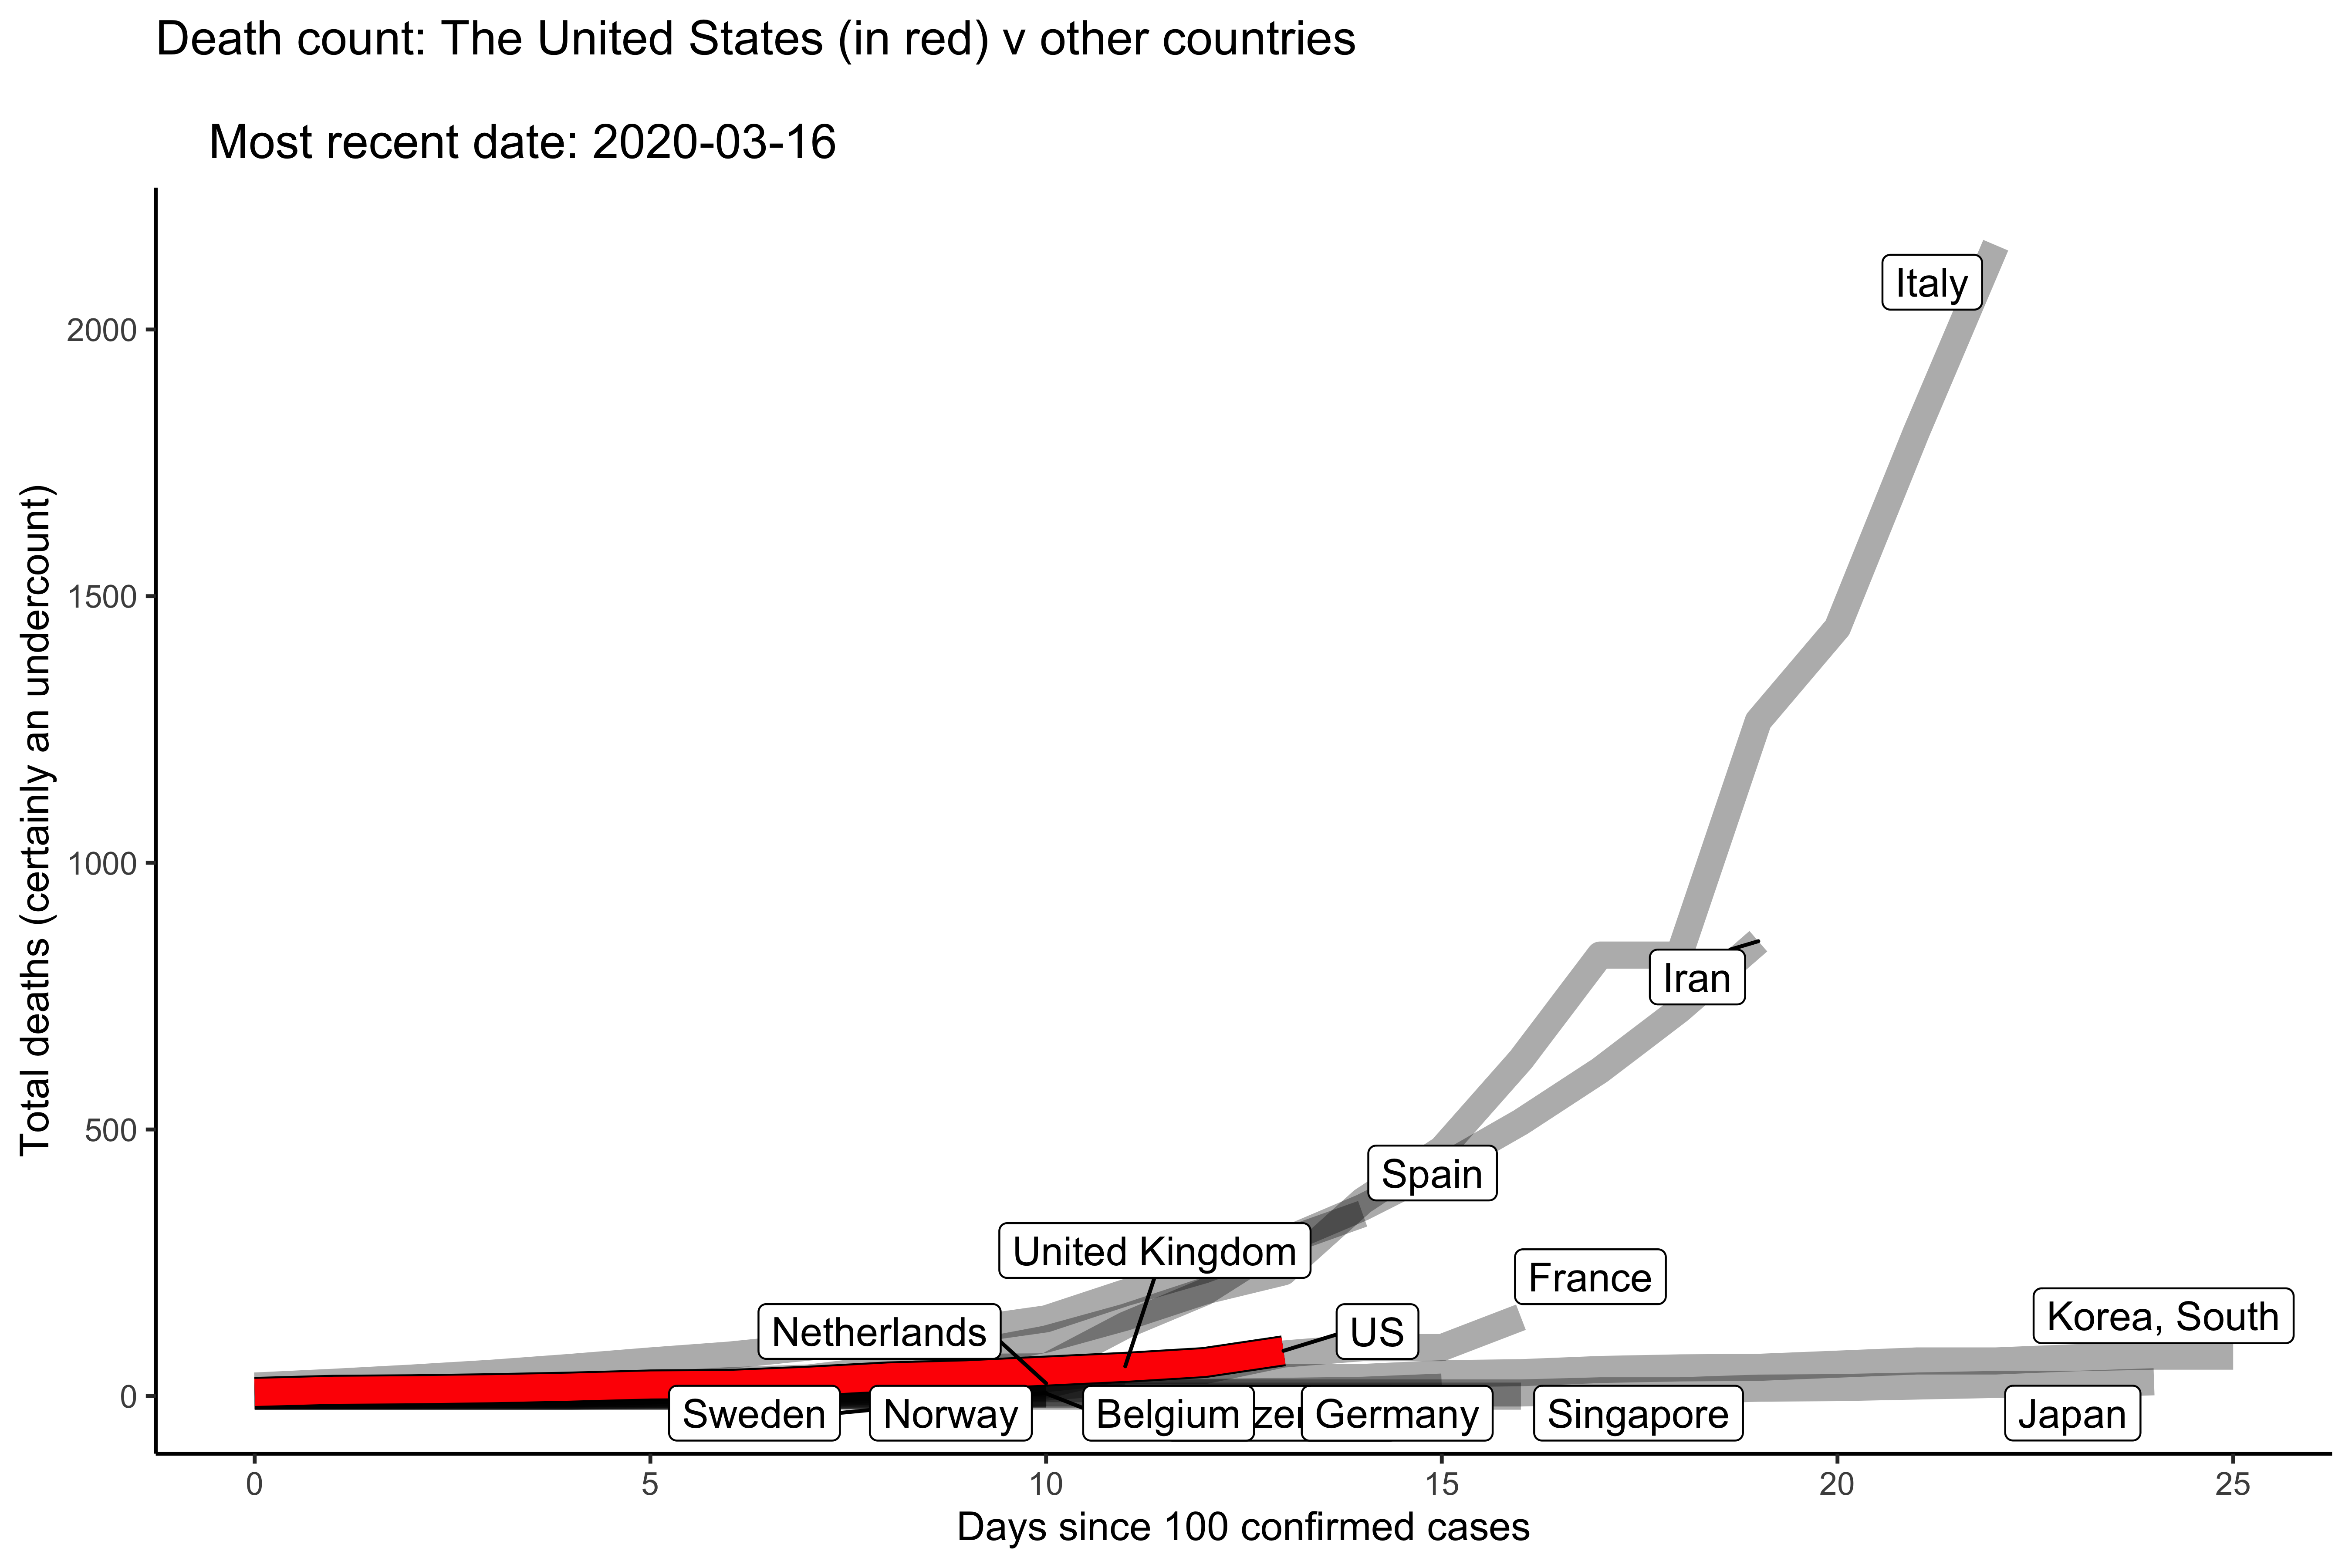 Death count: The United States (in red) v other countries
Most recent date: 2020-03-16
Total deaths (certainly an undercount)
2000
1500
1000
500
0
Italy
Iran
Spain
United Kingdom
France
Netherlands
US
Korea, South
Sweden
Norway
Belgium
zer
Germany
Singapore
Japan
0 5 10 15 20 25
Days since 100 confirmed cases